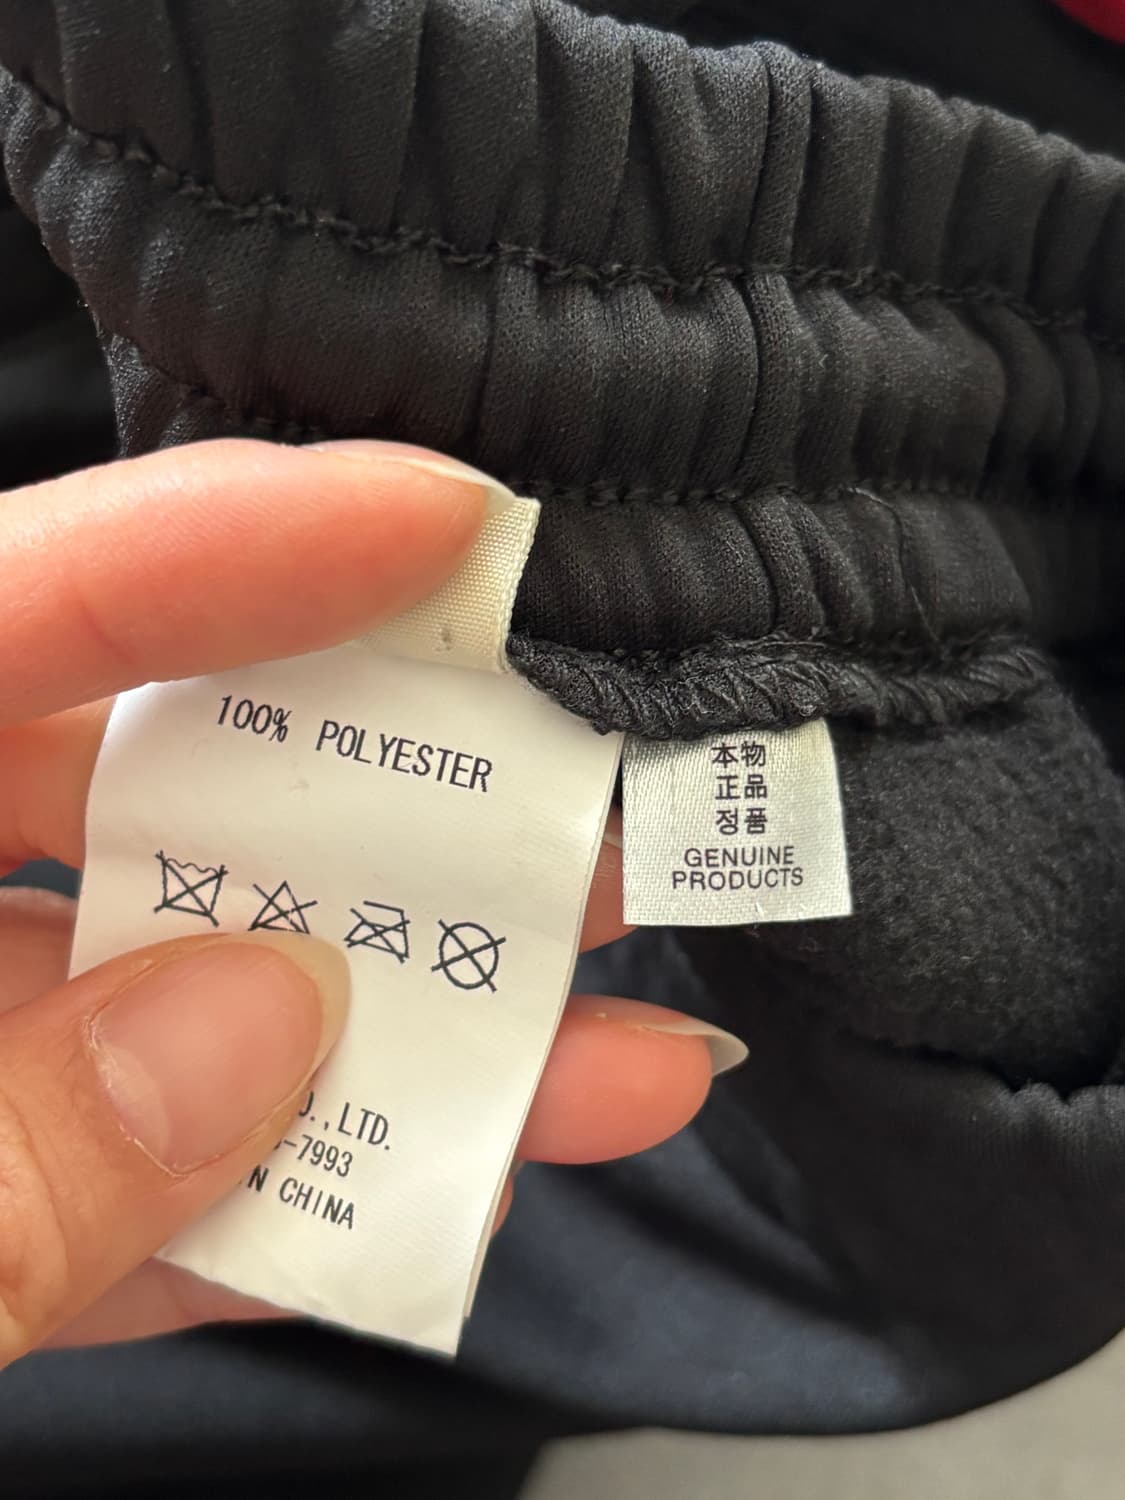 100% POLYESTER
., LTD.
-7993
N CHINA
本物
正品
정품
GENUINE
PRODUCTS